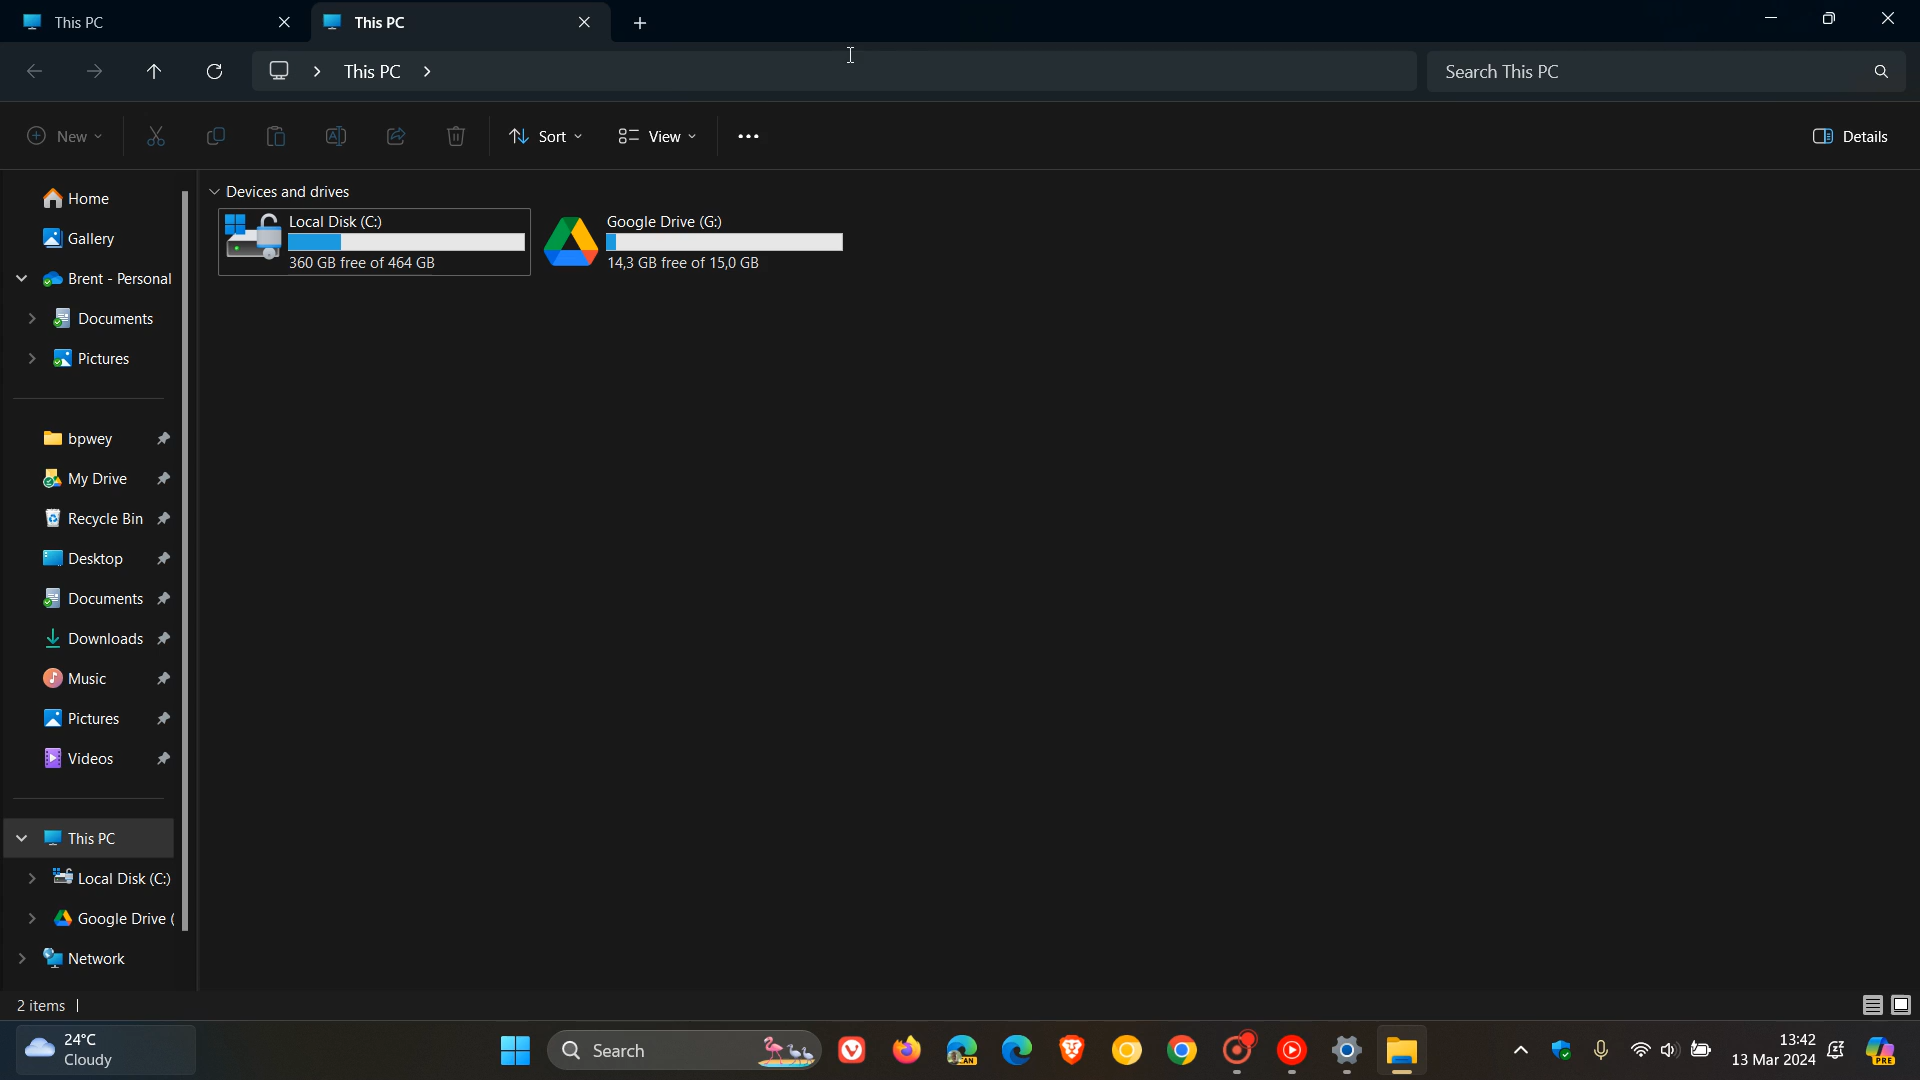 This PC
This PC
This PC
Search This PC
New
Sort
View
Details
Home
Gallery
Brent - Personal
Documents
Pictures
bpwey
My Drive
Recycle Bin
Desktop
Documents
Downloads
Music
Pictures
Videos
This PC
Local Disk (C:)
Google Drive (
Network
Devices and drives
Local Disk (C:)
360 GB free of 464 GB
Google Drive (G:)
14,3 GB free of 15,0 GB
2 items
24°C
Cloudy
Search
CAN
13:42
13 Mar 2024
PRE